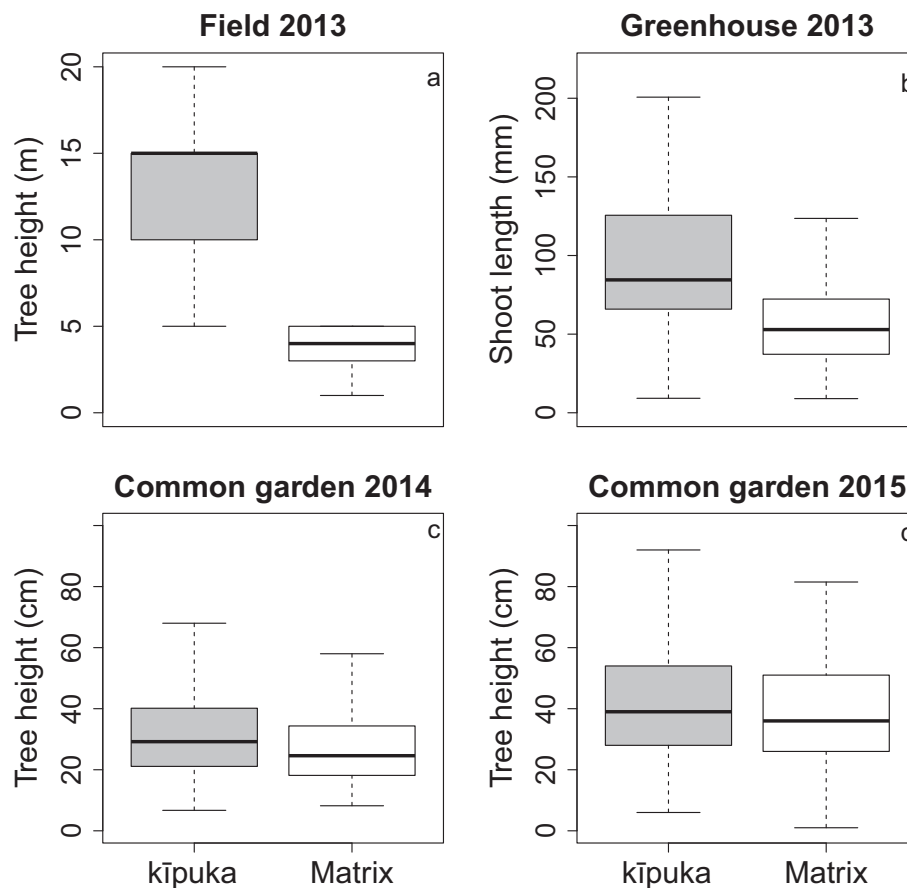 Field 2013
Greenhouse 2013
a
b
Tree height (m)
0 5 10 15 20
Shoot length (mm)
0 50 100 150 200
Common garden 2014
Common garden 2015
c
Tree height (cm)
0 20 40 60 80
Tree height (cm)
0 20 40 60 80
kīpuka
Matrix
kīpuka
Matrix